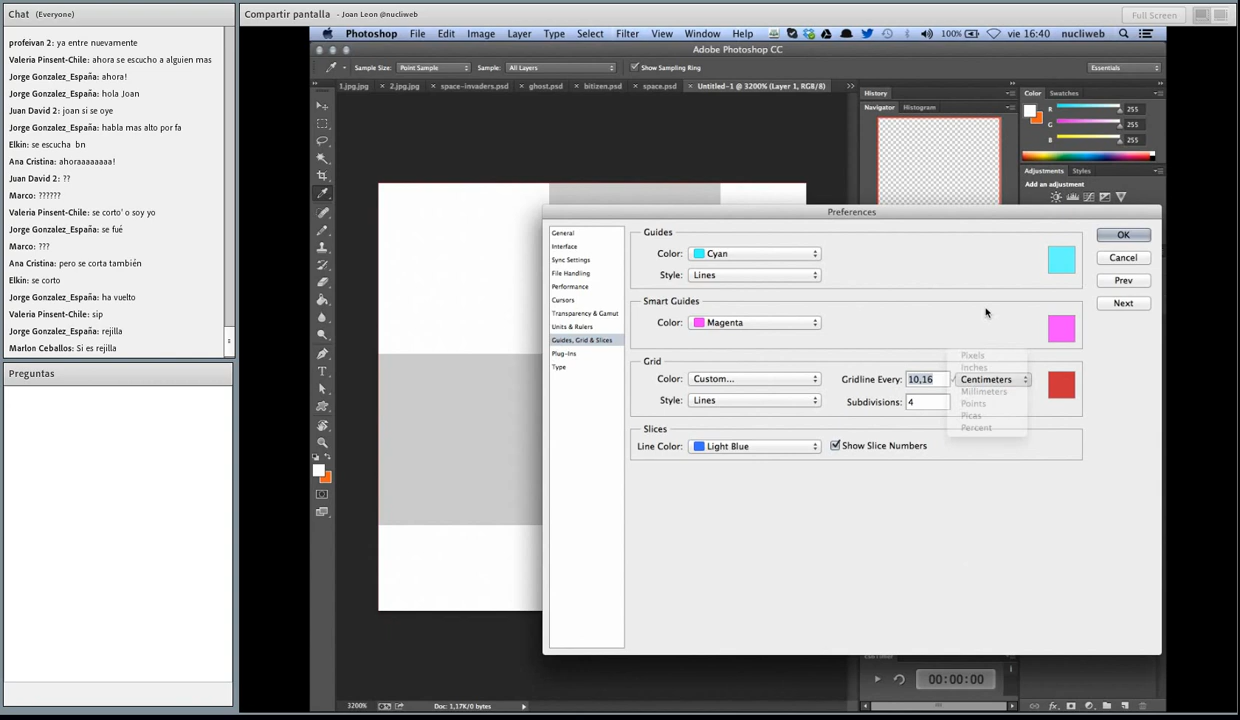 Chat (Everyone)
profeivan 2: ya entre nuevamente
Valeria Pinsent-Chile: ahora se escucho a alguien mas
Jorge Gonzalez_España: ahora!
Jorge Gonzalez_España: hola Joan
Juan David 2: joan si se oye
Jorge Gonzalez_España: habla mas alto por fa
Elkin: se escucha bn
Ana Cristina: ahoraaaaaaa!
Juan David 2: ??
Marco: ??????
Valeria Pinsent-Chile: se corto' o soy yo
Jorge Gonzalez_España: se fué
Marco: ???
Ana Cristina: pero se corta también
Elkin: se corto
Jorge Gonzalez_España: ha vuelto
Valeria Pinsent-Chile: sip
Jorge Gonzalez_España: rejilla
Marlon Ceballos: Si es rejilla
Preguntas
Compartir pantalla - Joan Leon @nucliweb
Full Screen
Photoshop File Edit Image Layer Type Select Filter View Window Help 100% vie 16:40 nucliweb
Adobe Photoshop CC
Sample Size: Point Sample Sample: All Layers Show Sampling Ring Essentials
1.jpg.jpg 2.jpg.jpg space-invaders.psd ghost.psd bitizen.psd space.psd Untitled-1 @ 3200% (Layer 1, RGB/8)
History
Navigator Histogram
Color Swatches
R 255
G 255
B 255
Adjustments Styles
Add an adjustment
Preferences
General
Interface
Sync Settings
File Handling
Performance
Cursors
Transparency & Gamut
Units & Rulers
Guides, Grid & Slices
Plug-Ins
Type
Guides
Color: Cyan
Style: Lines
Smart Guides
Color: Magenta
Grid
Color: Custom...
Style: Lines
Gridline Every: 10,16
Subdivisions: 4
Pixels
Inches
Centimeters
Millimeters
Points
Picas
Percent
Slices
Line Color: Light Blue
Show Slice Numbers
OK
Cancel
Prev
Next
00:00:00
3200% Doc: 1,17K/0 bytes